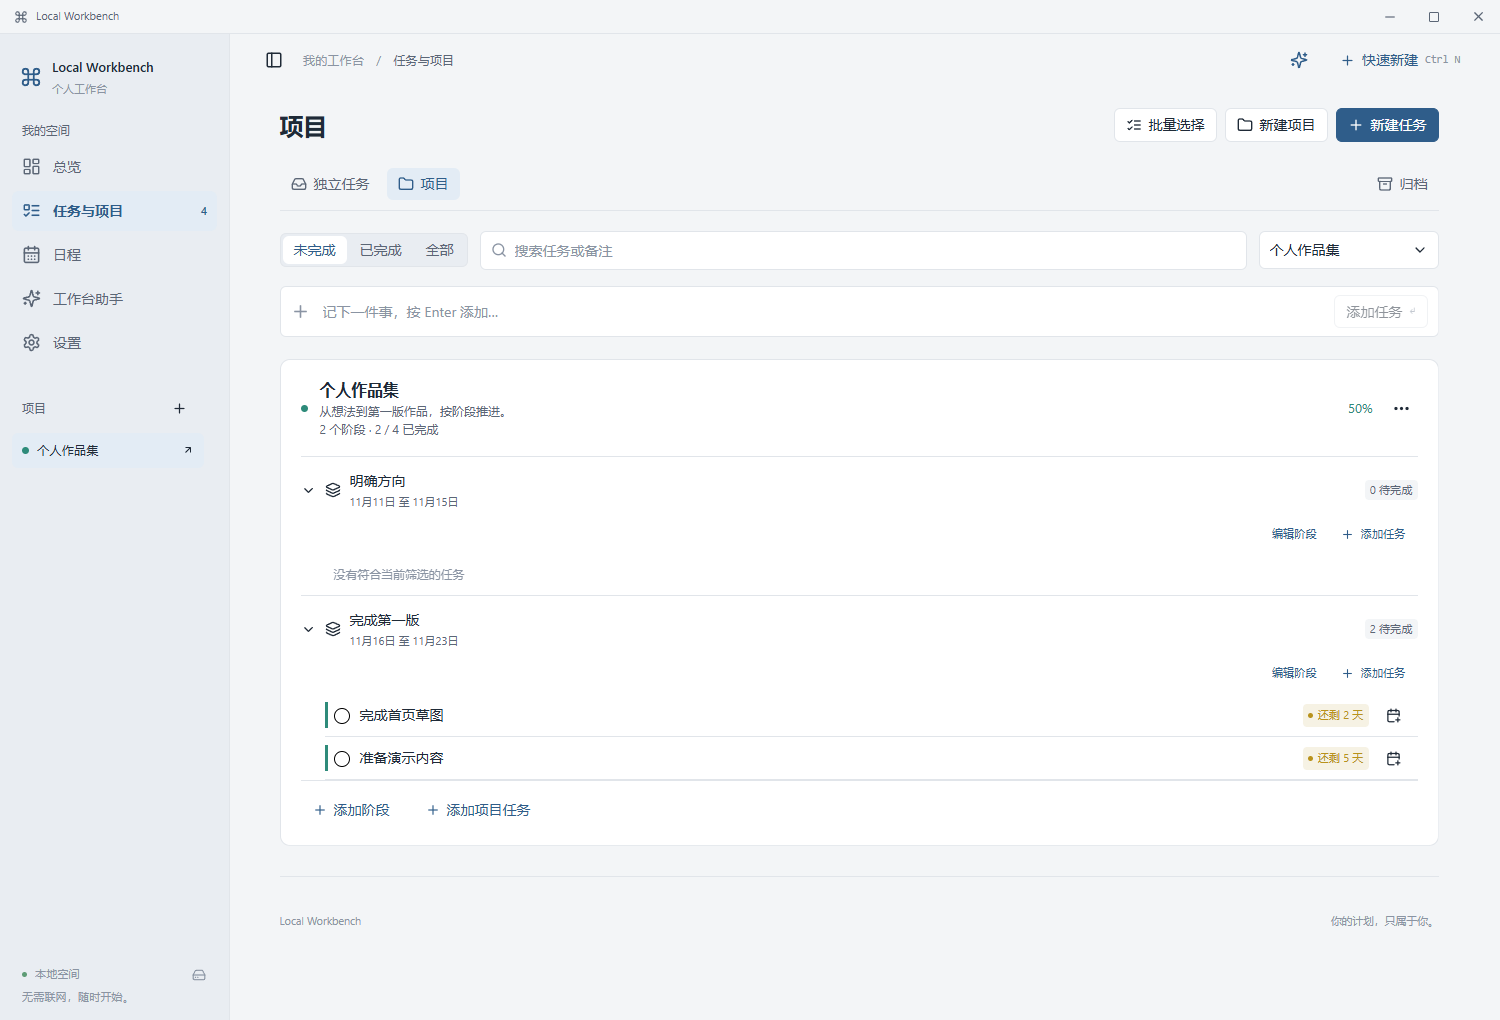 Local Workbench
Local Workbench
个人工作台
我的空间
总览
任务与项目 4
日程
工作台助手
设置
项目
个人作品集
本地空间
无需联网，随时开始。
我的工作台 / 任务与项目
快速新建 Ctrl N
项目
批量选择 新建项目 新建任务
独立任务 项目 归档
未完成 已完成 全部 搜索任务或备注 个人作品集
记下一件事，按 Enter 添加... 添加任务
个人作品集
从想法到第一版作品，按阶段推进。
2 个阶段 · 2 / 4 已完成
50%
明确方向
11月11日 至 11月15日
0 待完成
编辑阶段 添加任务
没有符合当前筛选的任务
完成第一版
11月16日 至 11月23日
2 待完成
编辑阶段 添加任务
完成首页草图 还剩 2 天
准备演示内容 还剩 5 天
添加阶段 添加项目任务
Local Workbench 你的计划，只属于你。